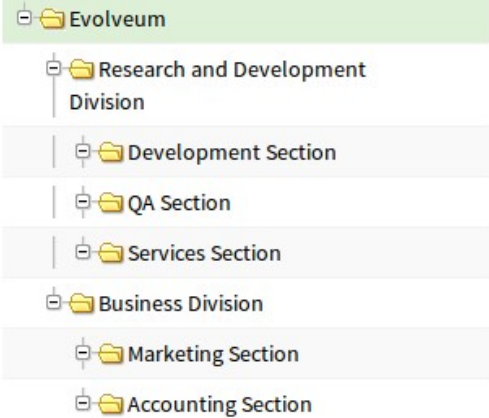 Evolveum
Research and Development
Division
Development Section
QA Section
Services Section
Business Division
Marketing Section
Accounting Section